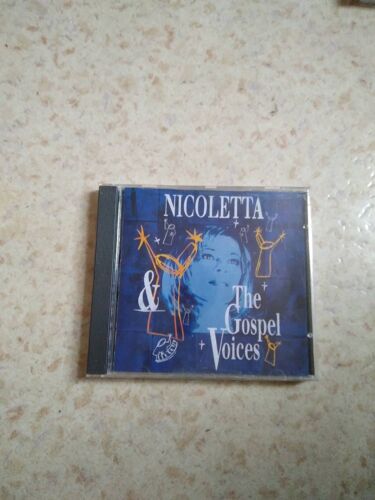 NICOLETTA
&
The
Gospel
Voices